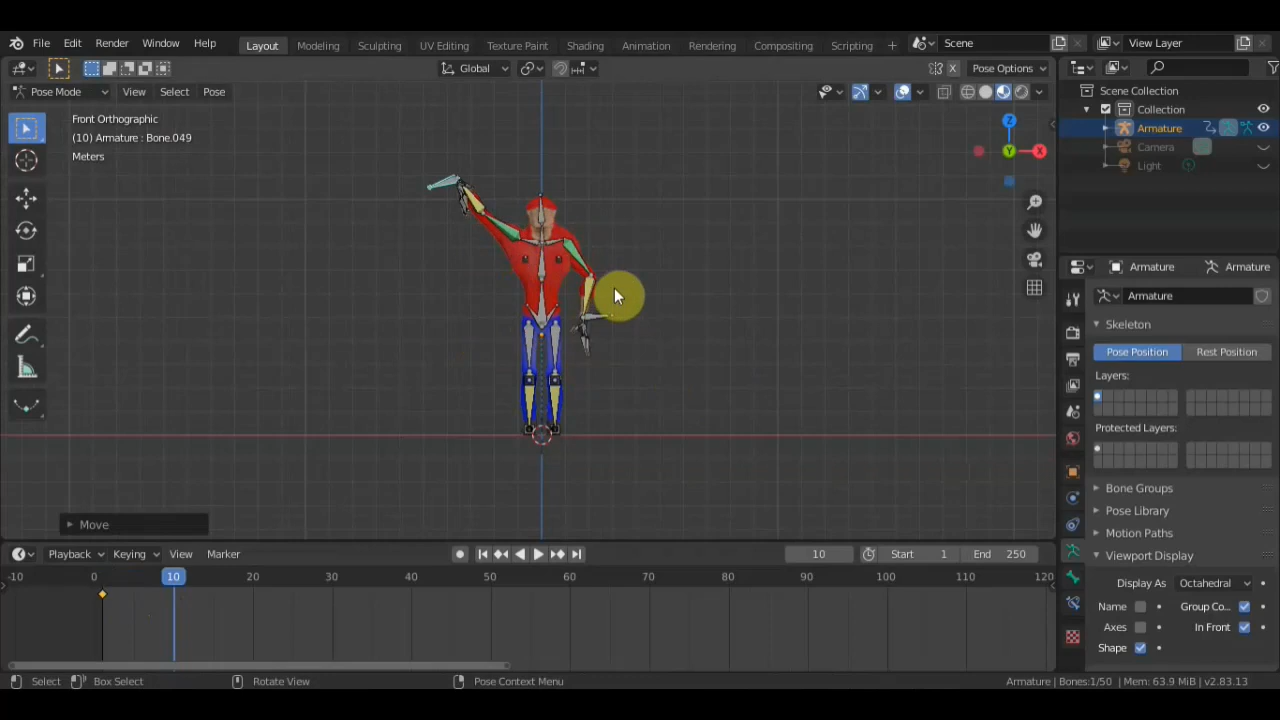 File Edit Render Window Help Layout Modeling Sculpting UV Editing Texture Paint Shading Animation Rendering Compositing Scripting + Scene View Layer
Global X Pose Options
Pose Mode View Select Pose
Scene Collection
Collection
Armature
Camera
Light
Front Orthographic
(10) Armature : Bone.049
Meters
Z
Y
X
Armature Armature
Armature
Skeleton
Pose Position Rest Position
Layers:
Protected Layers:
Bone Groups
Pose Library
Motion Paths
Viewport Display
Display As Octahedral
Name Group Co...
Axes In Front
Shape
Move
Playback Keying View Marker 10 Start 1 End 250
-10 0 10 20 30 40 50 60 70 80 90 100 110 120
Select Box Select Rotate View Pose Context Menu Armature | Bones:1/50 | Mem: 63.9 MiB | v2.83.13